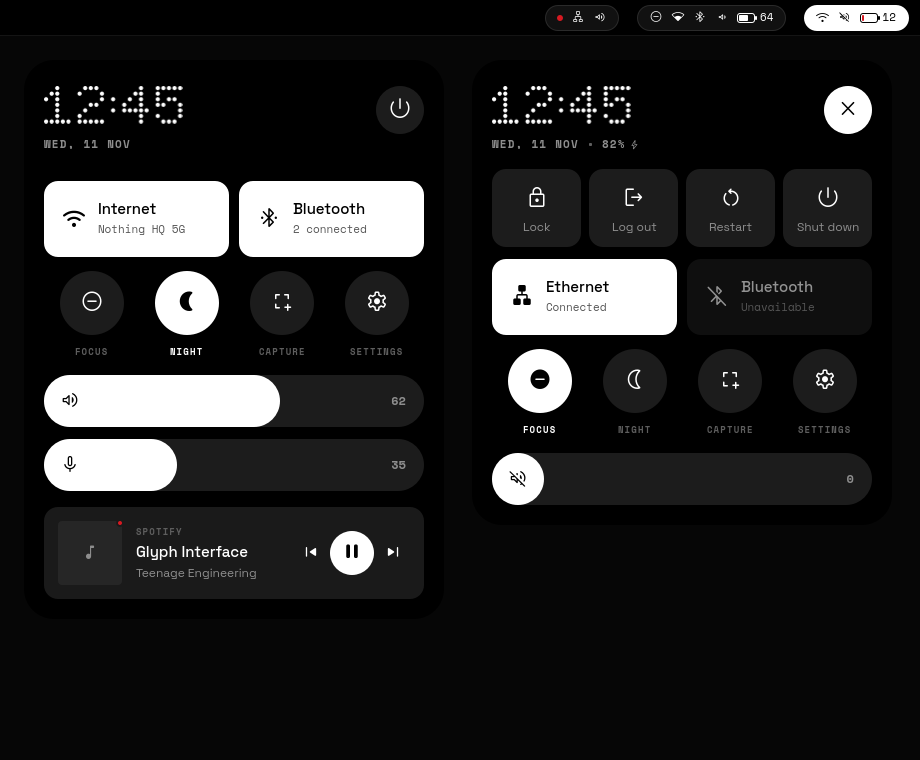 64
12
12:45
WED, 11 NOV
Internet
Nothing HQ 5G
Bluetooth
2 connected
FOCUS
NIGHT
CAPTURE
SETTINGS
62
35
SPOTIFY
Glyph Interface
Teenage Engineering
12:45
WED, 11 NOV • 82%
Lock
Log out
Restart
Shut down
Ethernet
Connected
Bluetooth
Unavailable
FOCUS
NIGHT
CAPTURE
SETTINGS
0